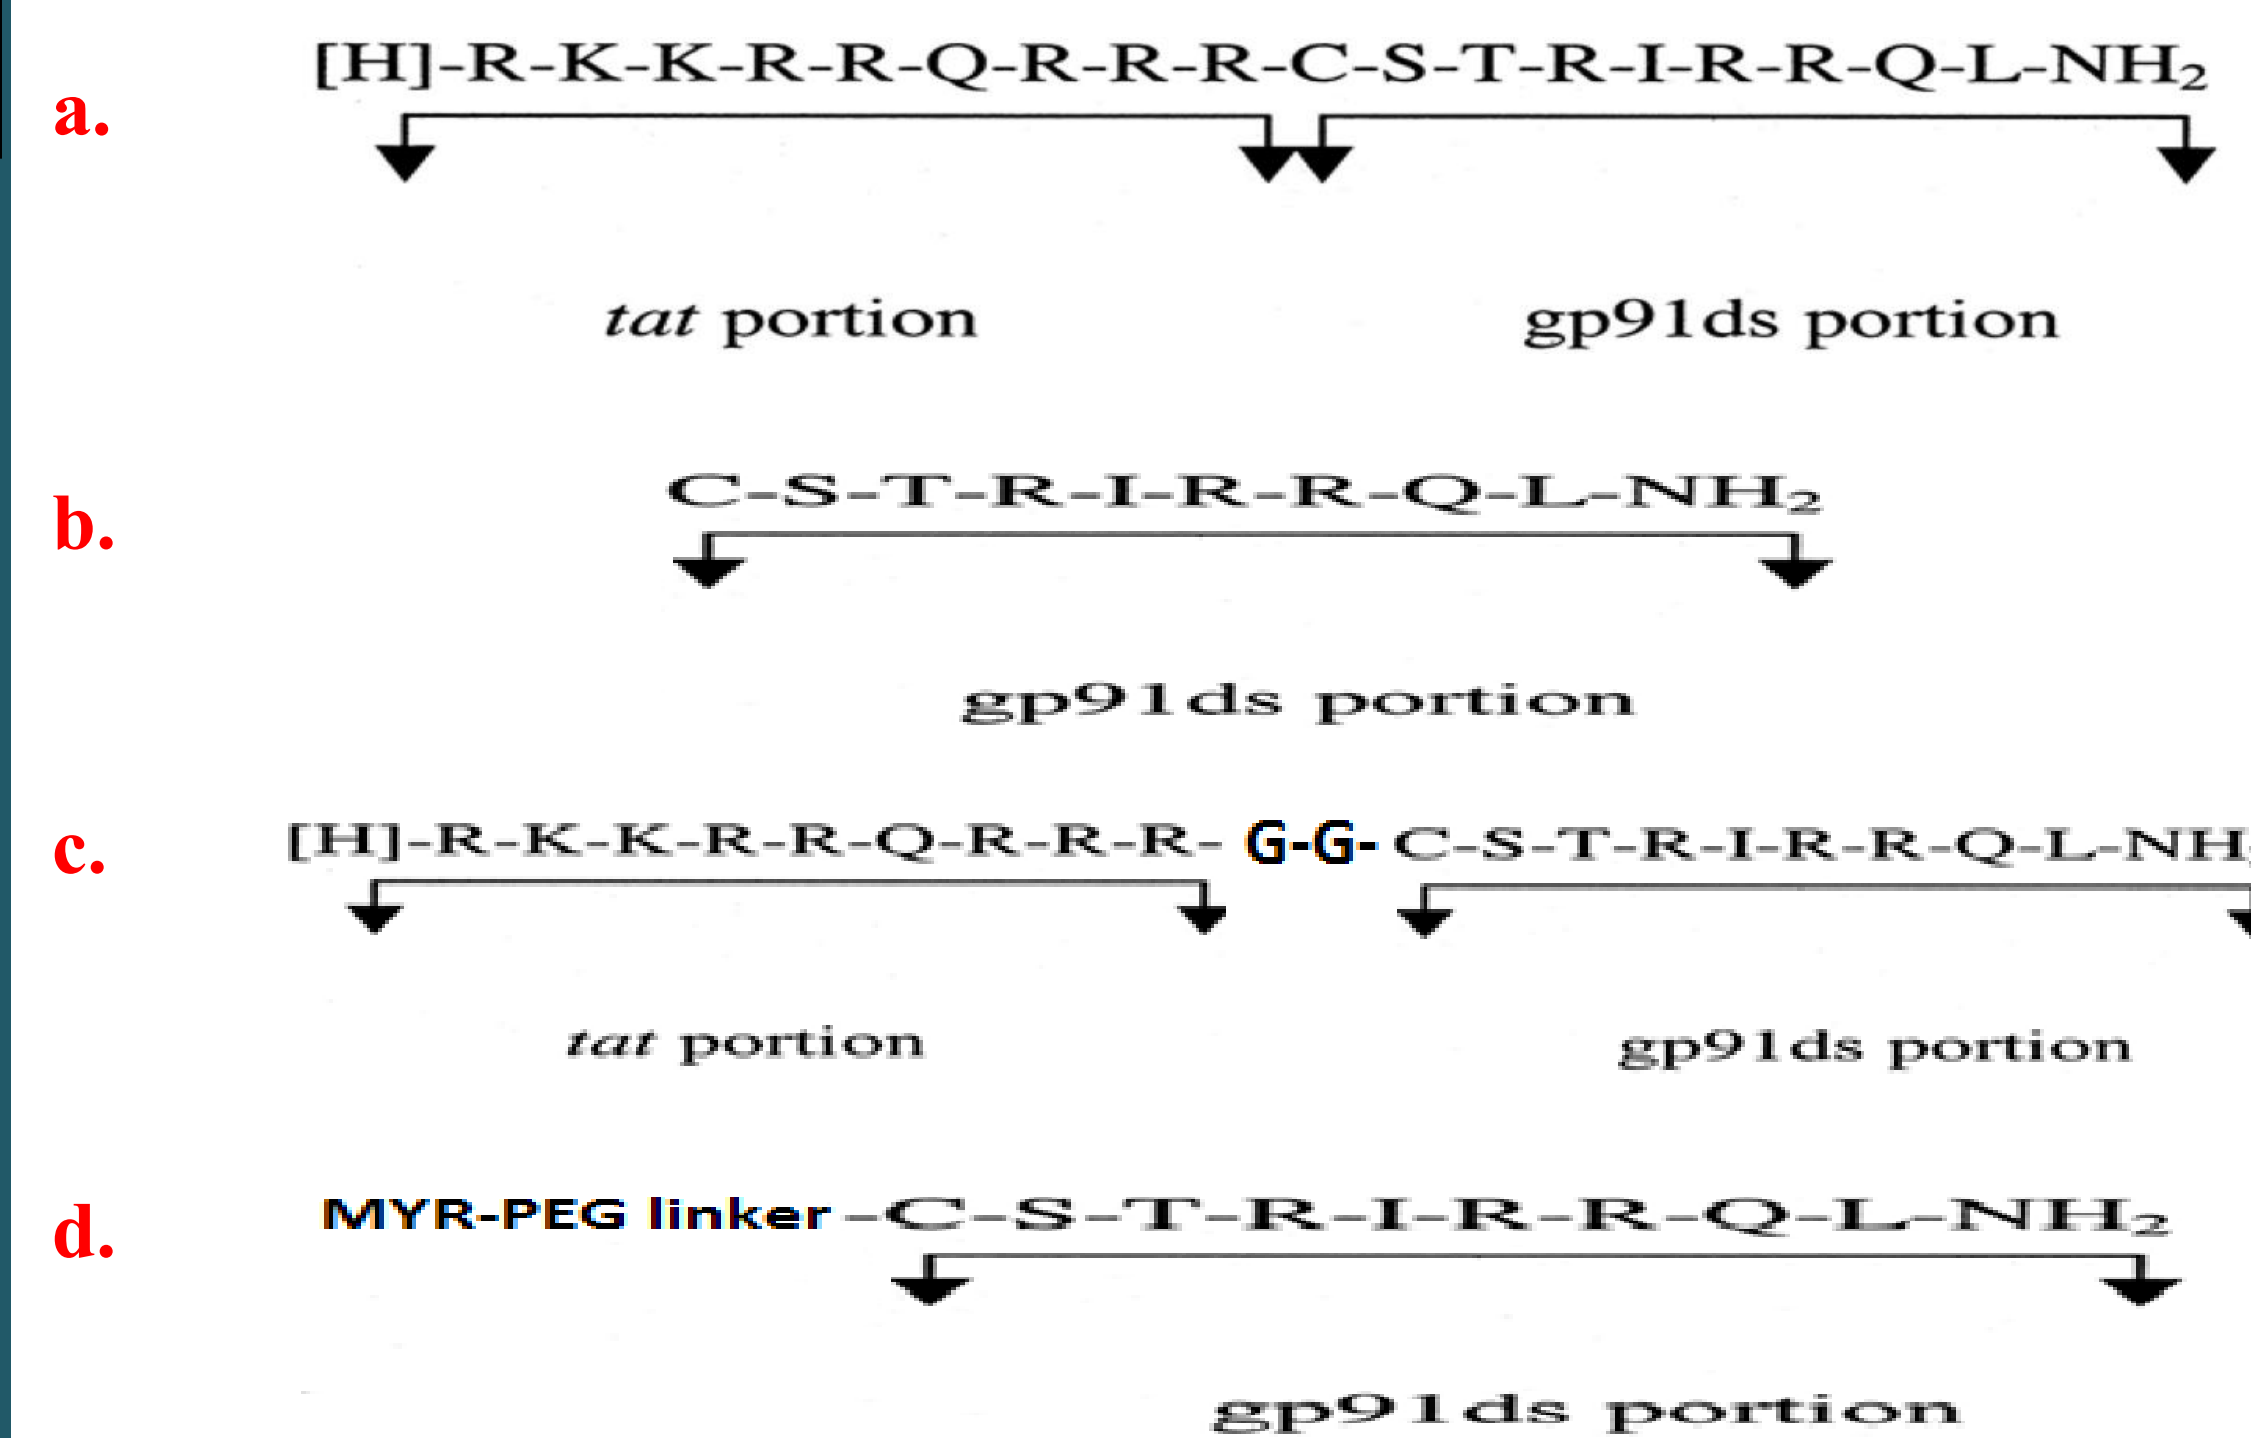 [H]-R-K-K-R-R-Q-R-R-R-C-S-T-R-I-R-R-Q-L-NH₂
a.
tat portion gp91ds portion
C-S-T-R-I-R-R-Q-L-NH₂
b.
gp91ds portion
[H]-R-K-K-R-R-Q-R-R-R- G-G- C-S-T-R-I-R-R-Q-L-NH
c.
tat portion gp91ds portion
MYR-PEG linker -C-S-T-R-I-R-R-Q-L-NH₂
d.
gp91ds portion